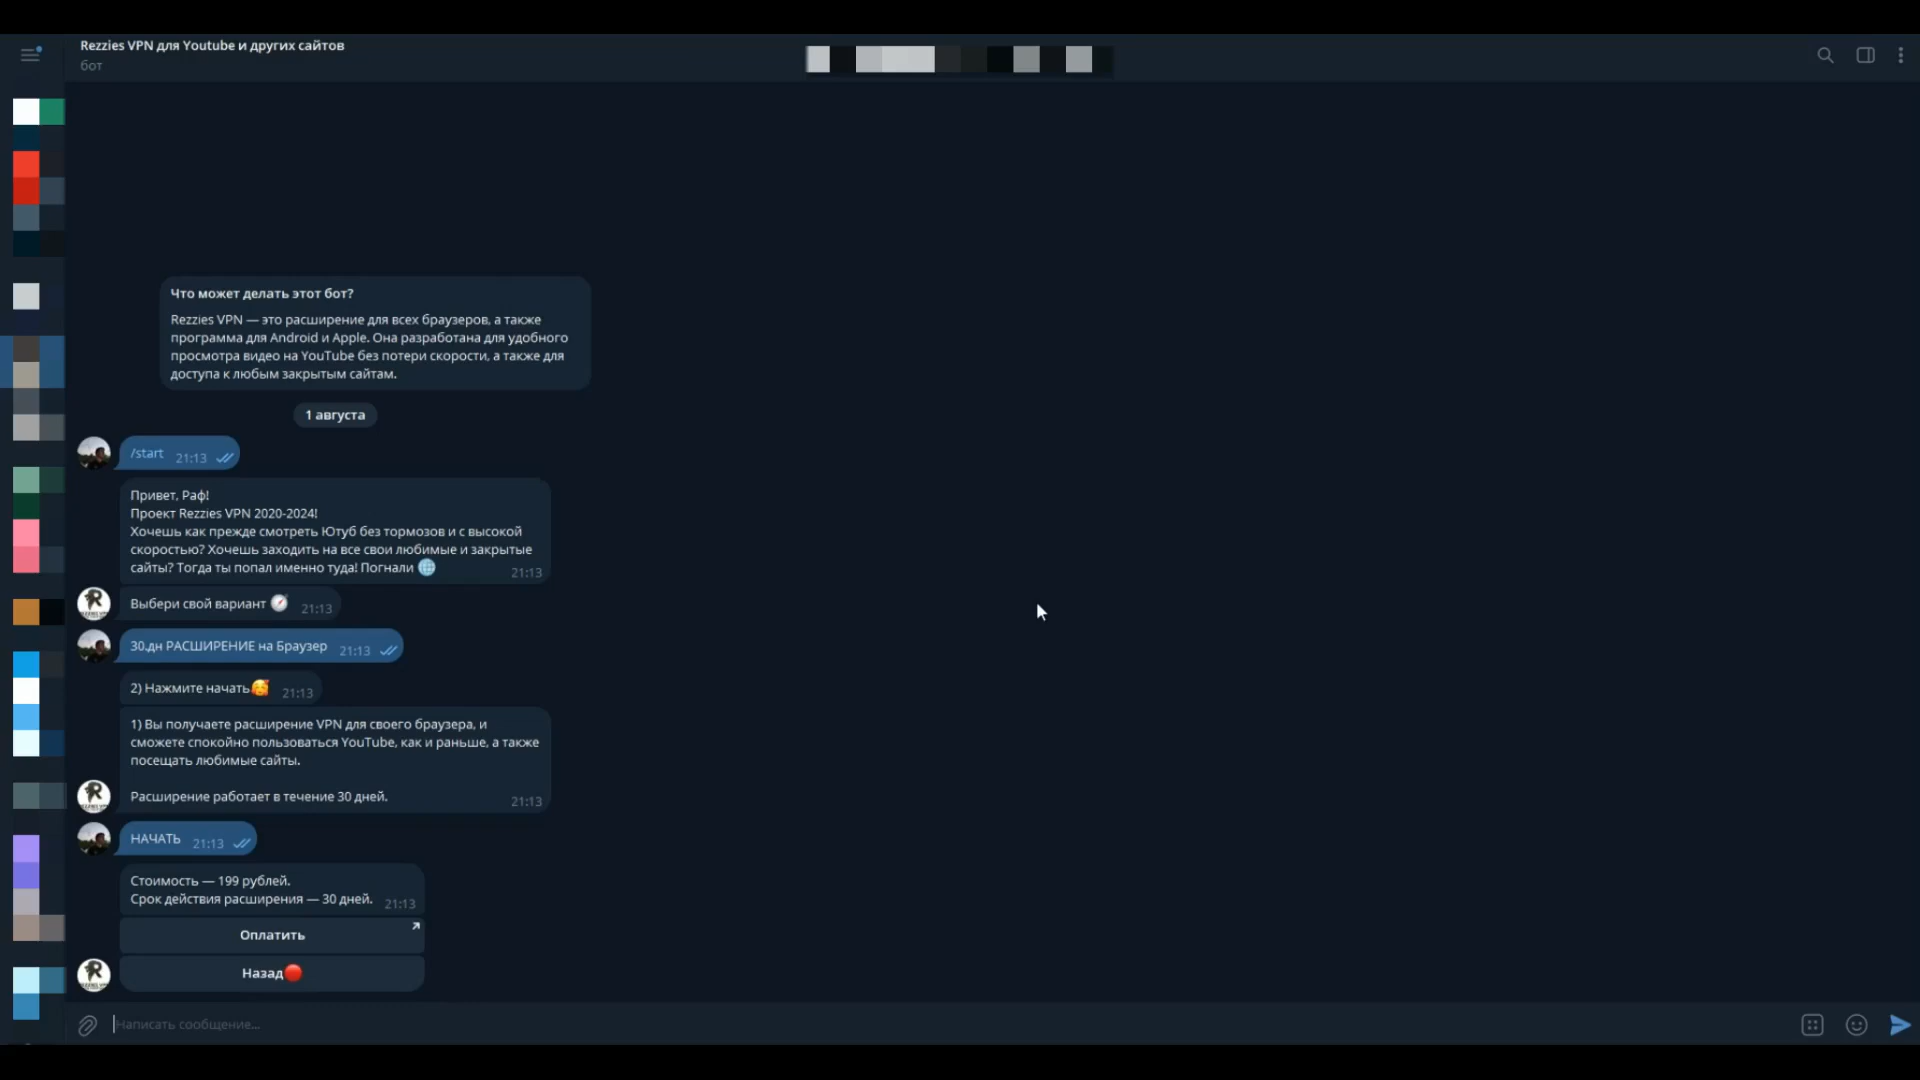 Rezzies VPN для Youtube и других сайтов
бот
Что может делать этот бот?
Rezzies VPN — это расширение для всех браузеров, а также
программа для Android и Apple. Она разработана для удобного
просмотра видео на YouTube без потери скорости, а также для
доступа к любым закрытым сайтам.
1 августа
/start 21:13
Привет, Раф!
Проект Rezzies VPN 2020-2024!
Хочешь как прежде смотреть Ютуб без тормозов и с высокой
скоростью? Хочешь заходить на все свои любимые и закрытые
сайты? Тогда ты попал именно туда! Погнали 🌐 21:13
Выбери свой вариант 🧭 21:13
30.дн РАСШИРЕНИЕ на Браузер 21:13
2) Нажмите начать🥳 21:13
1) Вы получаете расширение VPN для своего браузера, и
сможете спокойно пользоваться YouTube, как и раньше, а также
посещать любимые сайты.
Расширение работает в течение 30 дней. 21:13
НАЧАТЬ 21:13
Стоимость — 199 рублей.
Срок действия расширения — 30 дней. 21:13
Оплатить
Назад🔴
Написать сообщение...